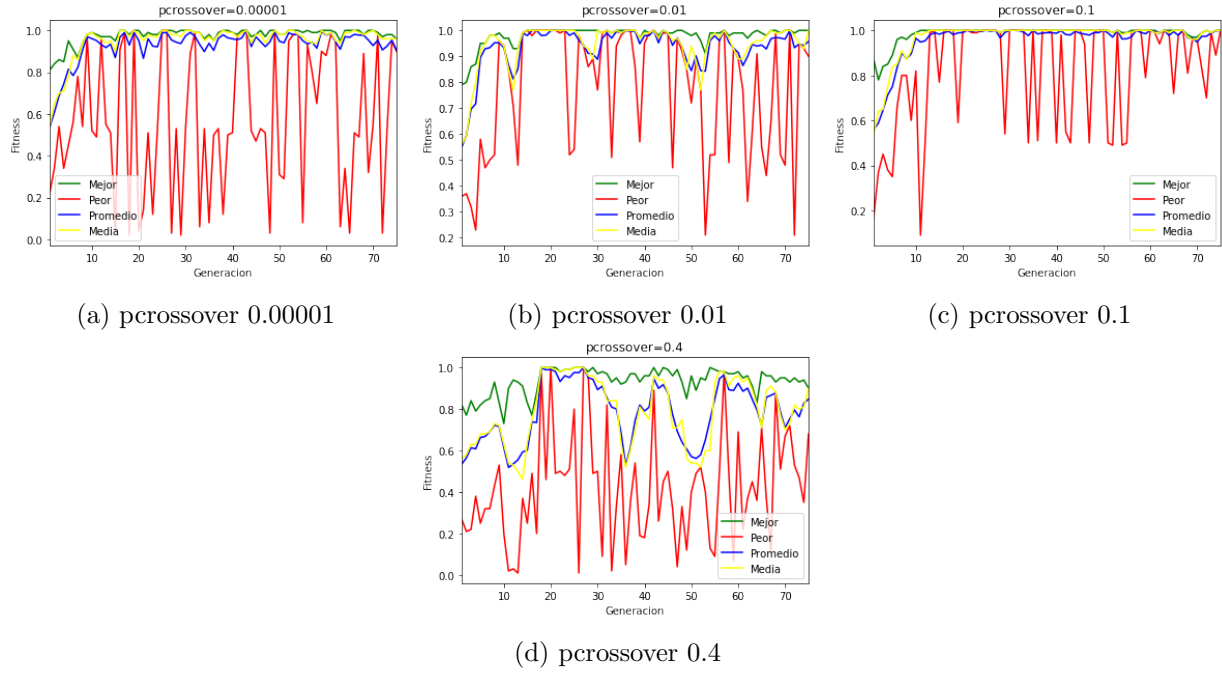 pcrossover=0.00001
Fitness
1.0
0.8
0.6
0.4
0.2
0.0
Mejor
Peor
Promedio
Media
10 20 30 40 50 60 70
Generacion
(a) pcrossover 0.00001
pcrossover=0.01
Fitness
1.0
0.9
0.8
0.7
0.6
0.5
0.4
0.3
0.2
Mejor
Peor
Promedio
Media
10 20 30 40 50 60 70
Generacion
(b) pcrossover 0.01
pcrossover=0.1
Fitness
1.0
0.8
0.6
0.4
0.2
Mejor
Peor
Promedio
Media
10 20 30 40 50 60 70
Generacion
(c) pcrossover 0.1
pcrossover=0.4
Fitness
1.0
0.8
0.6
0.4
0.2
0.0
Mejor
Peor
Promedio
Media
10 20 30 40 50 60 70
Generacion
(d) pcrossover 0.4